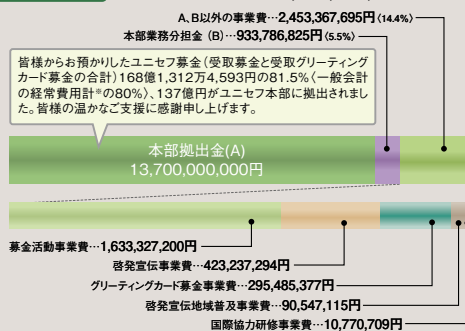 A、B以外の事業費…2,453,367,695円〈14.4%〉
本部業務分担金（B）…933,786,825円〈5.5%〉
皆様からお預かりしたユニセフ募金（受取募金と受取グリーティング
カード募金の合計）168億1,312万4,593円の81.5%〈一般会計
の経常費用計※の80%〉、137億円がユニセフ本部に拠出されまし
た。皆様の温かなご支援に感謝申し上げます。
本部拠出金(A)
13,700,000,000円
募金活動事業費…1,633,327,200円
啓発宣伝事業費…423,237,294円
グリーティングカード募金事業費…295,485,377円
啓発宣伝地域普及事業費…90,547,115円
国際協力研修事業費…10,770,709円